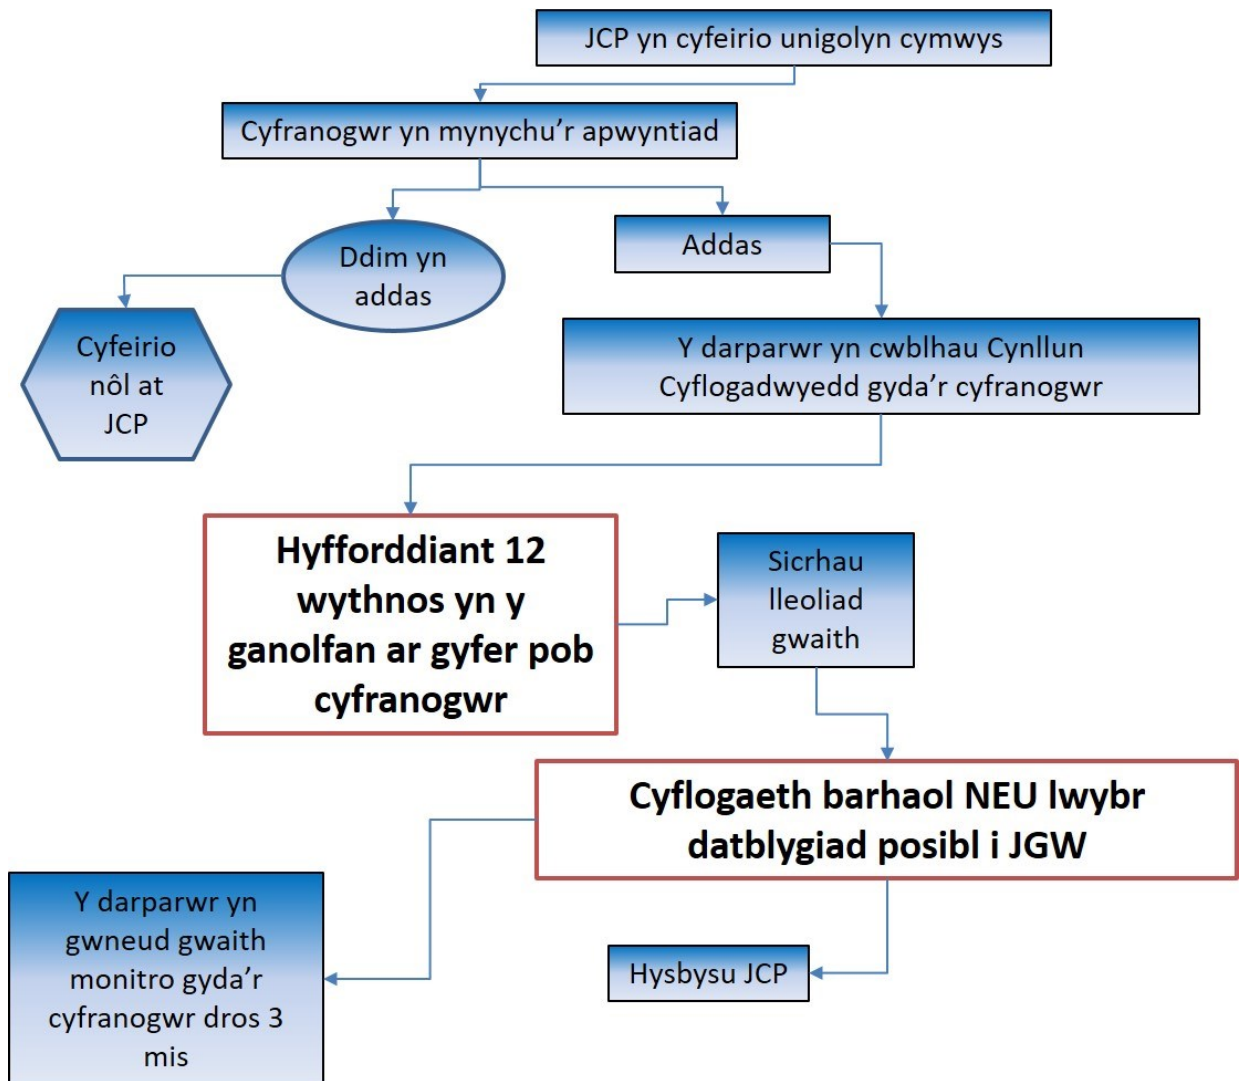 JCP yn cyfeirio unigolyn cymwys
Cyfranogwr yn mynychu’r apwyntiad
Ddim yn
addas
Addas
Cyfeirio
nôl at
JCP
Y darparwr yn cwblhau Cynllun
Cyflogadwyedd gyda’r cyfranogwr
Hyfforddiant 12
wythnos yn y
ganolfan ar gyfer pob
cyfranogwr
Sicrhau
lleoliad
gwaith
Cyflogaeth barhaol NEU lwybr
datblygiad posibl i JGW
Y darparwr yn
gwneud gwaith
monitro gyda’r
cyfranogwr dros 3
mis
Hysbysu JCP